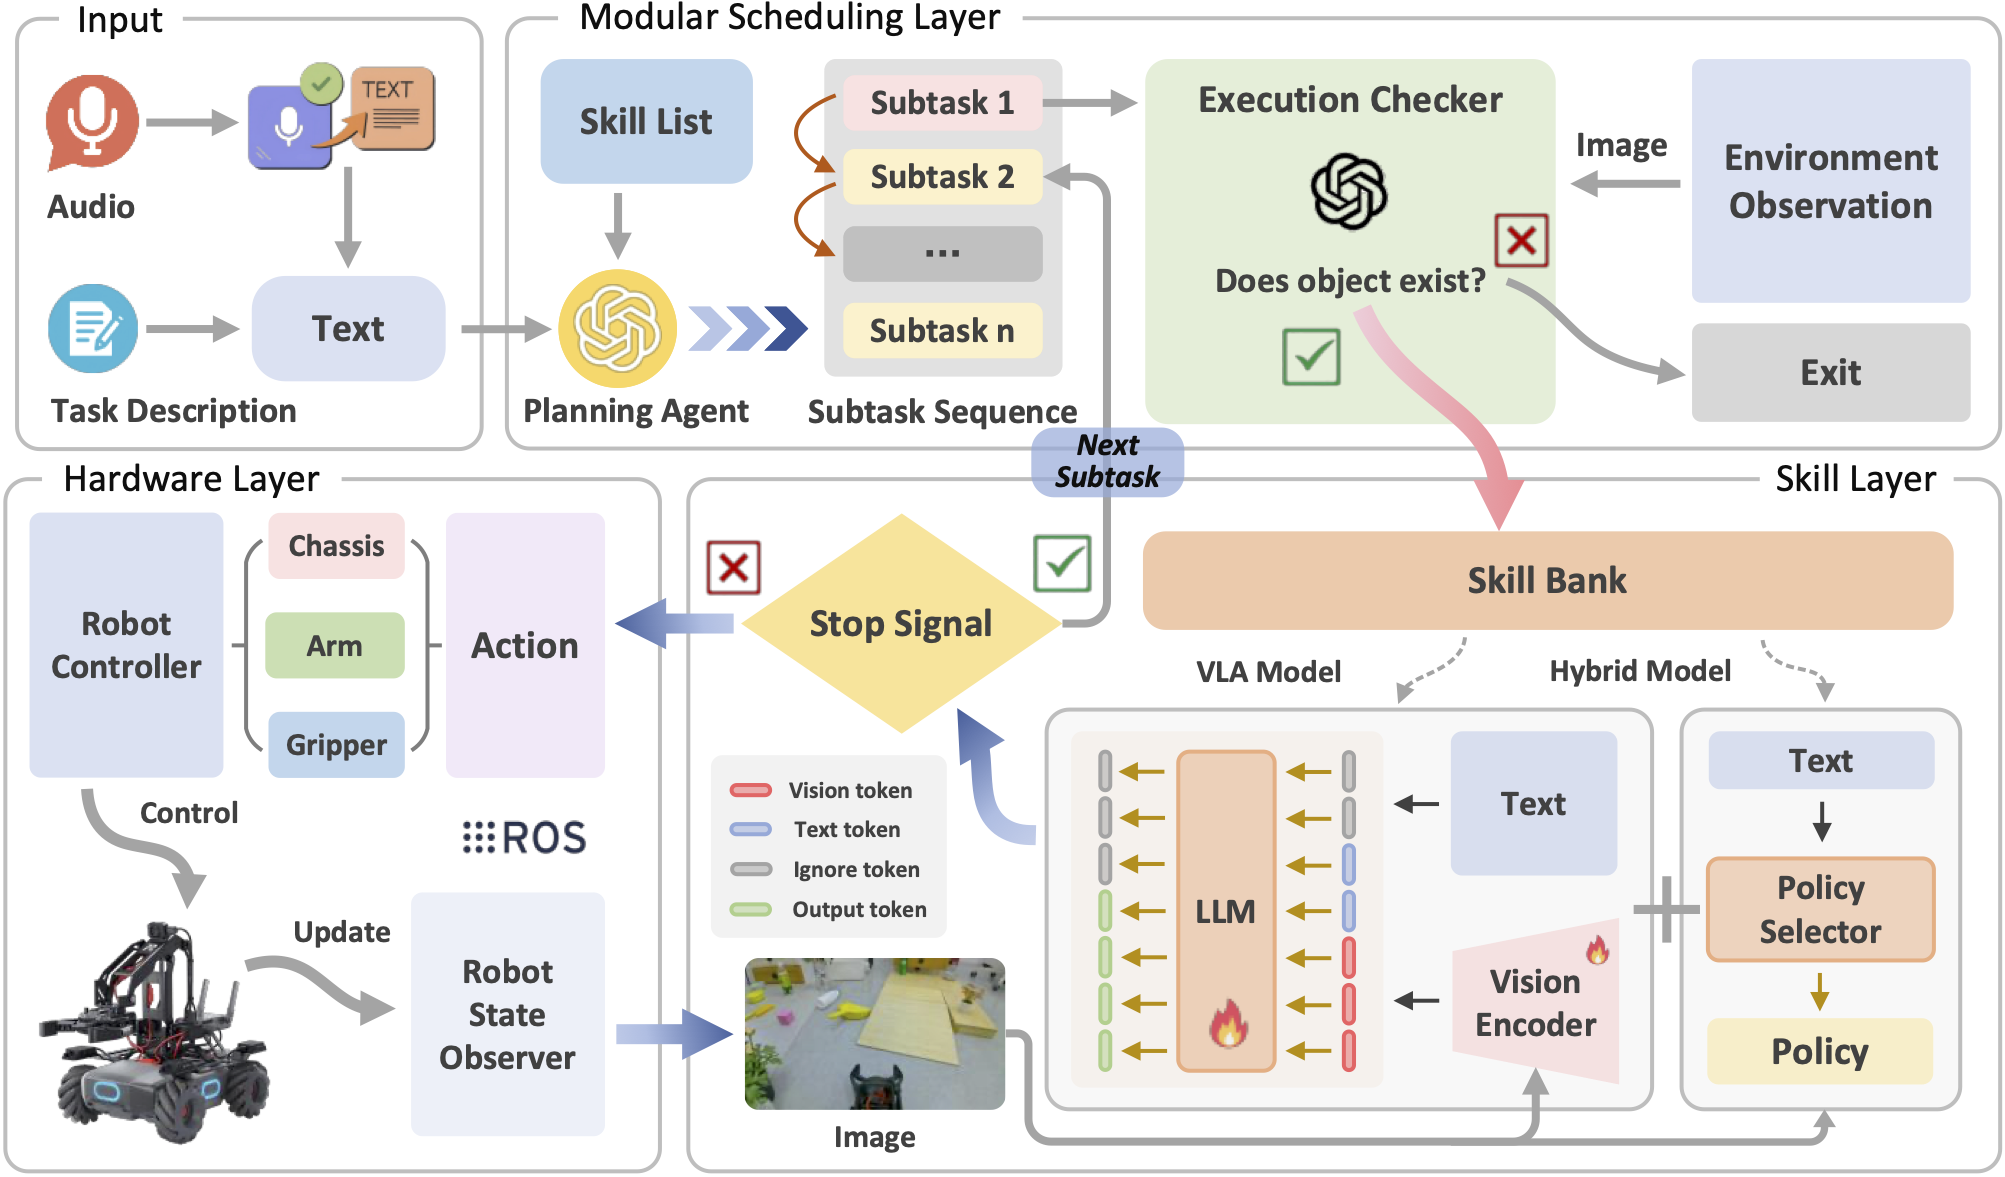 Input
Audio
TEXT
Text
Task Description
Modular Scheduling Layer
Skill List
Planning Agent
Subtask 1
Subtask 2
...
Subtask n
Subtask Sequence
Execution Checker
Does object exist?
Image
Environment
Observation
Exit
Next
Subtask
Hardware Layer
Robot
Controller
Chassis
Arm
Gripper
Action
Control
ROS
Update
Robot
State
Observer
Skill Layer
Stop Signal
Skill Bank
VLA Model
Hybrid Model
Vision token
Text token
Ignore token
Output token
Image
LLM
Text
Vision
Encoder
Text
Policy
Selector
Policy